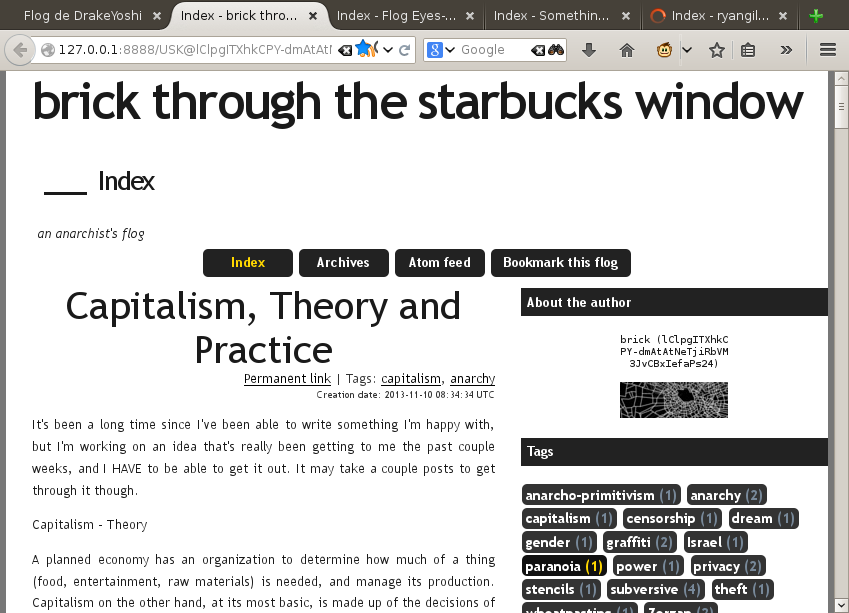 Flog de DrakeYoshi
Index - brick thro...
Index - Flog Eyes-...
Index - Somethin...
Index - ryangil...
127.0.0.1:8888/USK@lClpgITXhkCPY-dmAtAtN
Google
brick through the starbucks window
___ Index
an anarchist's flog
Index
Archives
Atom feed
Bookmark this flog
Capitalism, Theory and
Practice
Permanent link | Tags: capitalism, anarchy
Creation date: 2013-11-10 08:34:34 UTC
It's been a long time since I've been able to write something I'm happy with,
but I'm working on an idea that's really been getting to me the past couple
weeks, and I HAVE to be able to get it out. It may take a couple posts to get
through it though.
Capitalism - Theory
A planned economy has an organization to determine how much of a thing
(food, entertainment, raw materials) is needed, and manage its production.
Capitalism on the other hand, at its most basic, is made up of the decisions of
About the author
brick (lClpgITXhkC
PY-dmAtAtNeTjiRbVM
3JvCBxIefaPs24)
Tags
anarcho-primitivism (1) anarchy (2)
capitalism (1) censorship (1) dream (1)
gender (1) graffiti (2) Israel (1)
paranoia (1) power (1) privacy (2)
stencils (1) subversive (4) theft (1)
wheatpasting (1) Zerzan (2)